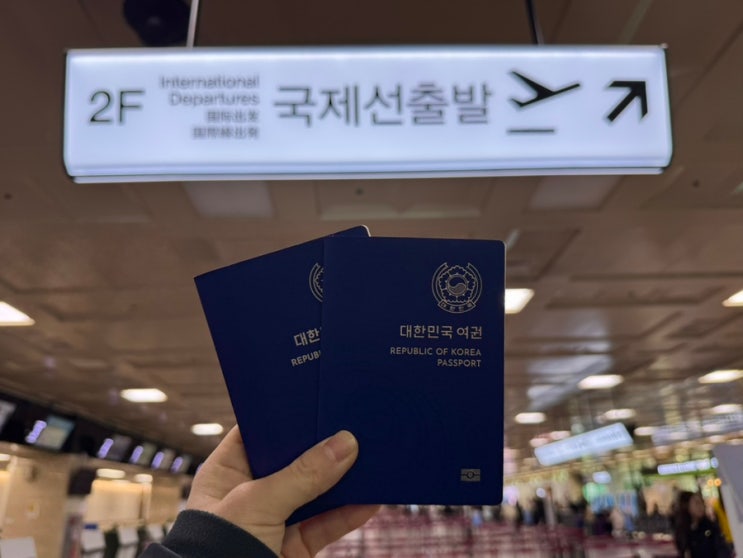 2F
International
Departures
国际出发
国際線出発
국제선출발
대한민국 여권
REPUBLIC OF KOREA
PASSPORT
대한
REPUB